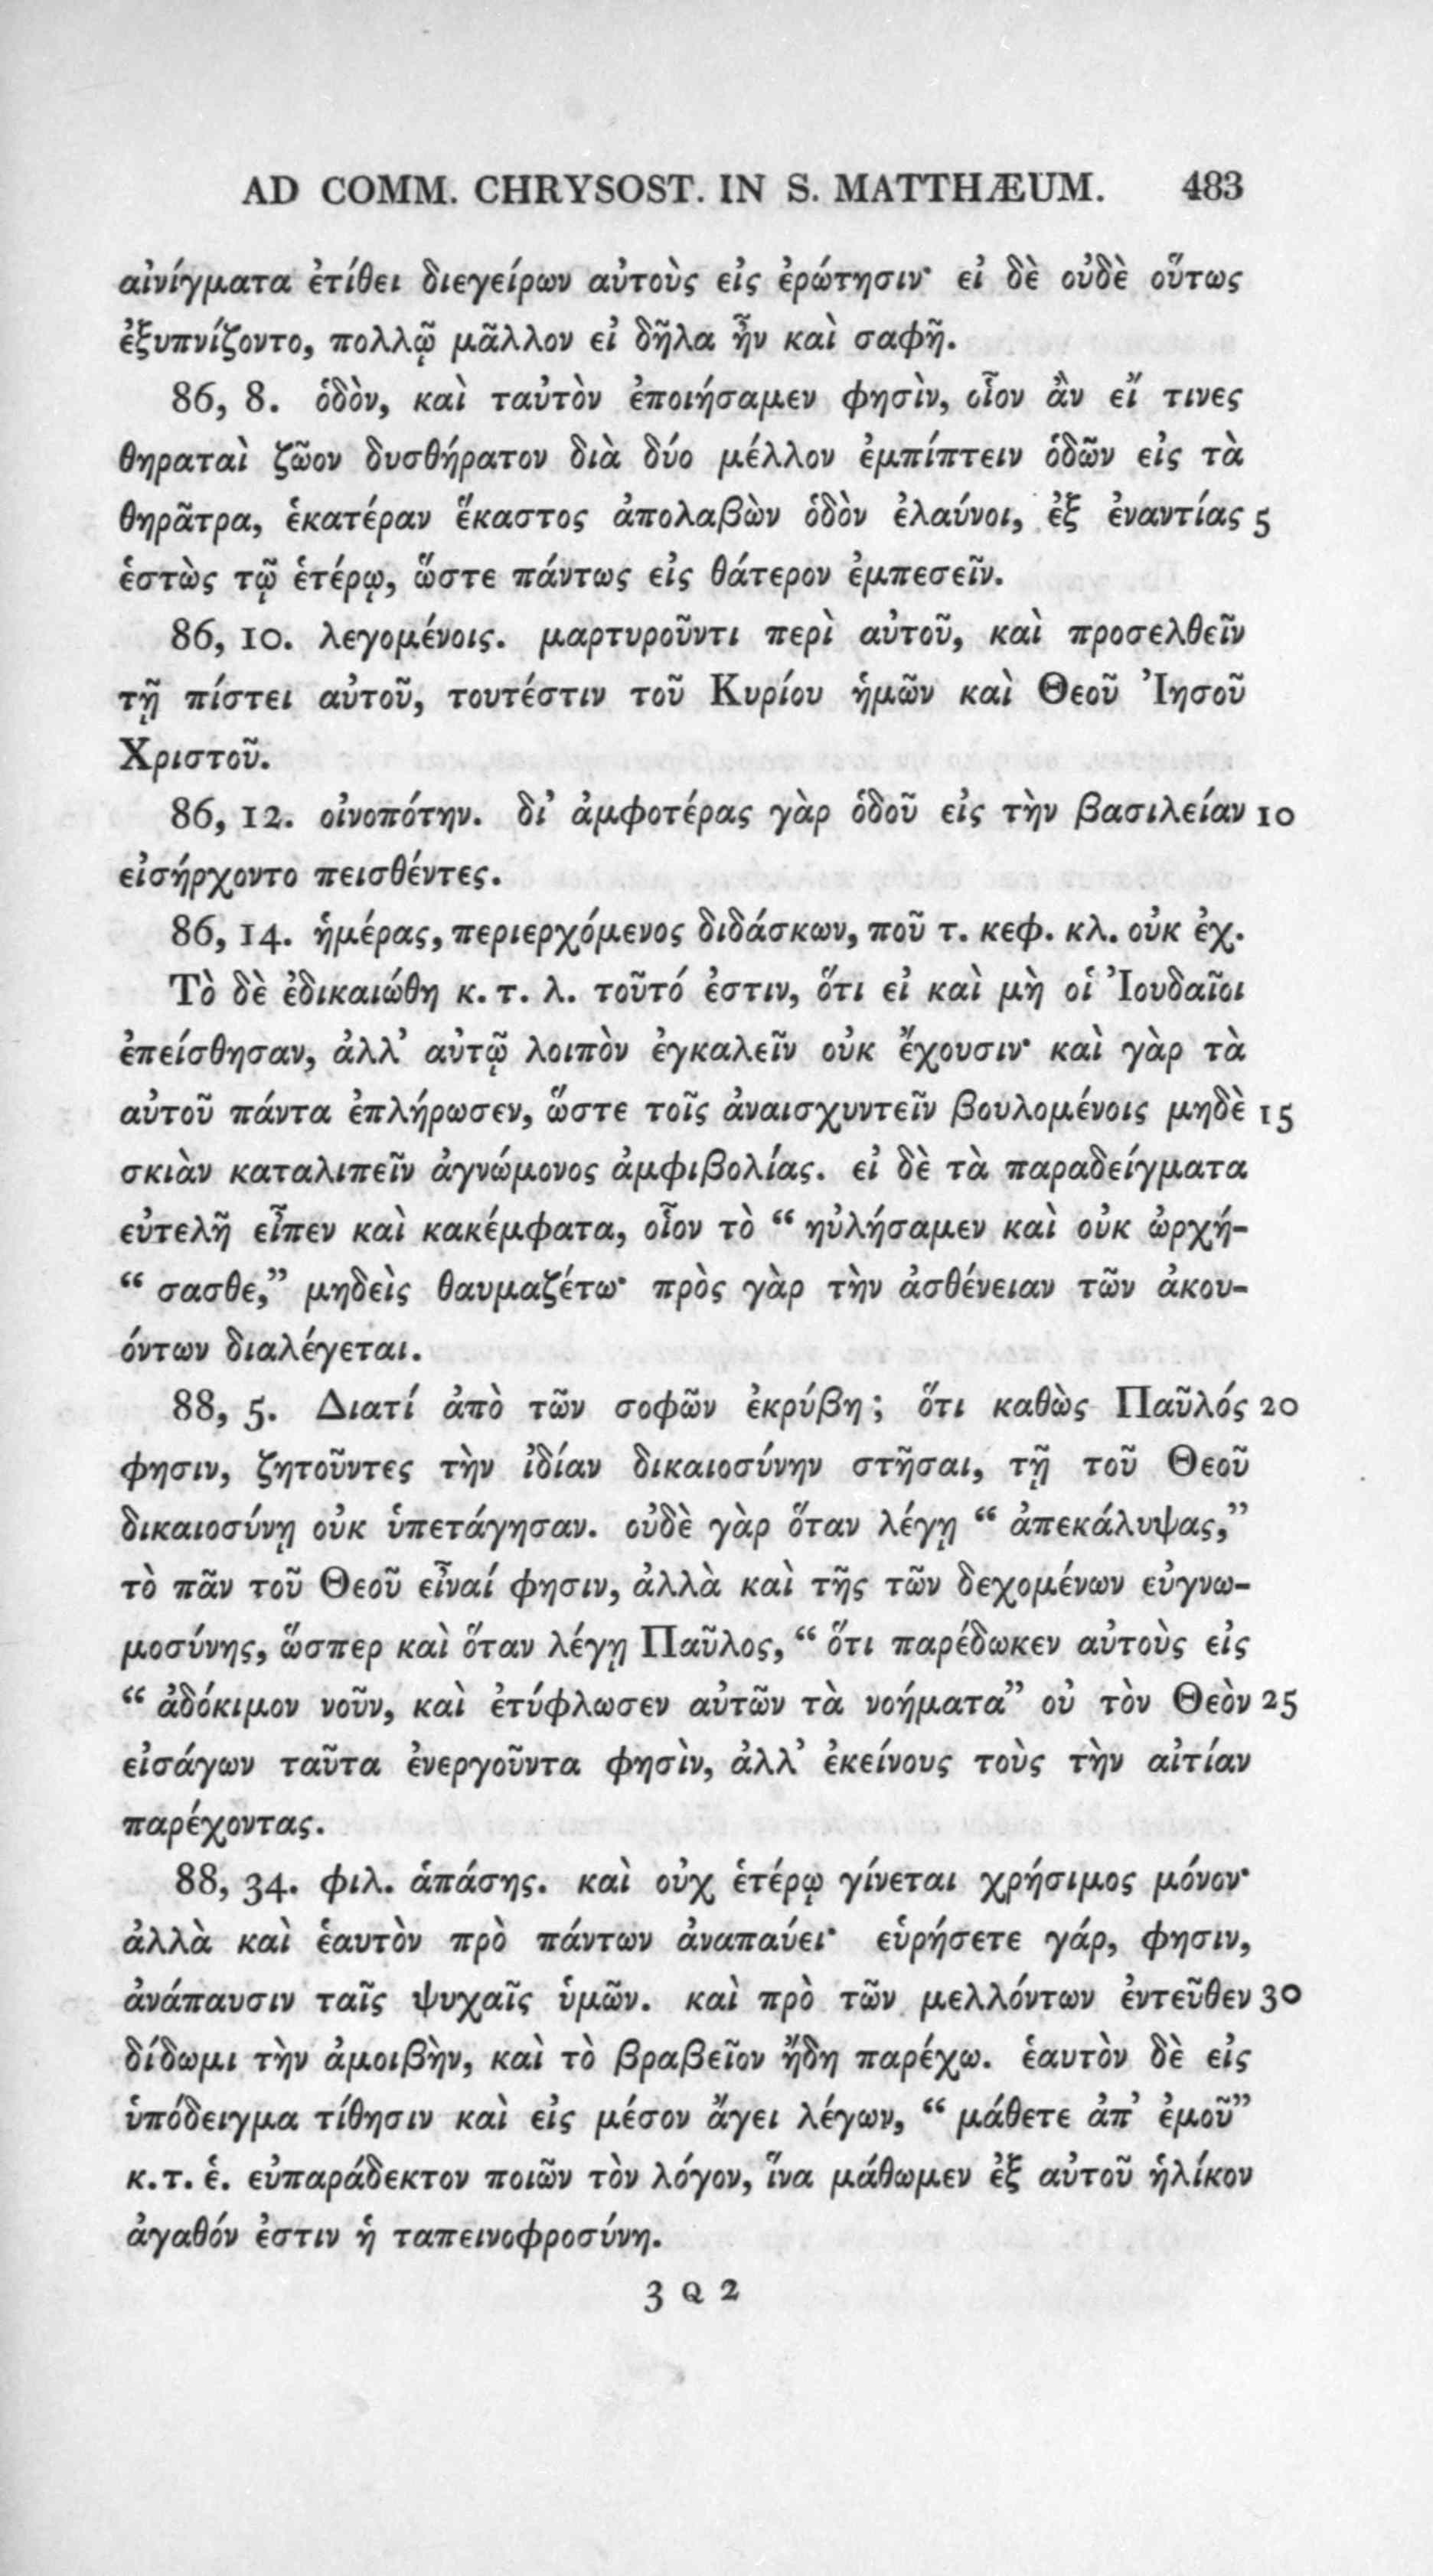 AD COMM. CHRYSOST. IN S. MATTHÆUM. 483
αἰνίγματα ἐτίθει διεγείρων αὐτοὺς εἰς ἐρώτησιν· εἰ δὲ οὐδὲ οὕτως
ἐξυπνίζοντο, πολλῷ μᾶλλον εἰ δῆλα ἦν καὶ σαφῆ.
86, 8. ὁδὸν, καὶ ταὐτὸν ἐποιήσαμεν φησὶν, οἷον ἂν εἴ τινες
θηραταὶ ζῶον δυσθήρατον διὰ δύο μέλλον ἐμπίπτειν ὁδῶν εἰς τὰ
θηρᾶτρα, ἑκατέραν ἕκαστος ἀπολαβὼν ὁδὸν ἐλαύνοι, ἐξ ἐναντίας 5
ἑστὼς τῷ ἑτέρῳ, ὥστε πάντως εἰς θάτερον ἐμπεσεῖν.
86, 10. λεγομένοις. μαρτυροῦντι περὶ αὐτοῦ, καὶ προσελθεῖν
τῇ πίστει αὐτοῦ, τουτέστιν τοῦ Κυρίου ἡμῶν καὶ Θεοῦ Ἰησοῦ
Χριστοῦ.
86, 12. οἰνοπότην. δι’ ἀμφοτέρας γὰρ ὁδοῦ εἰς τὴν βασιλείαν 10
εἰσήρχοντο πεισθέντες.
86, 14. ἡμέρας, περιερχόμενος διδάσκων, ποῦ τ. κεφ. κλ. οὐκ ἐχ.
Τὸ δὲ ἐδικαιώθη κ. τ. λ. τοῦτό ἐστιν, ὅτι εἰ καὶ μὴ οἱ Ἰουδαῖοι
ἐπείσθησαν, ἀλλ’ αὐτῷ λοιπὸν ἐγκαλεῖν οὐκ ἔχουσιν· καὶ γὰρ τὰ
αὐτοῦ πάντα ἐπλήρωσεν, ὥστε τοῖς ἀναισχυντεῖν βουλομένοις μηδὲ 15
σκιὰν καταλιπεῖν ἀγνώμονος ἀμφιβολίας. εἰ δὲ τὰ παραδείγματα
εὐτελῆ εἶπεν καὶ κακέμφατα, οἷον τὸ “ ηὐλήσαμεν καὶ οὐκ ὠρχή-
“ σασθε,” μηδεὶς θαυμαζέτω· πρὸς γὰρ τὴν ἀσθένειαν τῶν ἀκου-
όντων διαλέγεται.
88, 5. Διατί ἀπὸ τῶν σοφῶν ἐκρύβη; ὅτι καθὼς Παῦλός 20
φησιν, ζητοῦντες τὴν ἰδίαν δικαιοσύνην στῆσαι, τῇ τοῦ Θεοῦ
δικαιοσύνῃ οὐκ ὑπετάγησαν. οὐδὲ γὰρ ὅταν λέγῃ “ ἀπεκάλυψας,”
τὸ πᾶν τοῦ Θεοῦ εἶναί φησιν, ἀλλὰ καὶ τῆς τῶν δεχομένων εὐγνω-
μοσύνης, ὥσπερ καὶ ὅταν λέγῃ Παῦλος, “ ὅτι παρέδωκεν αὐτοὺς εἰς
“ ἀδόκιμον νοῦν, καὶ ἐτύφλωσεν αὐτῶν τὰ νοήματα” οὐ τὸν Θεὸν 25
εἰσάγων ταῦτα ἐνεργοῦντα φησὶν, ἀλλ’ ἐκείνους τοὺς τὴν αἰτίαν
παρέχοντας.
88, 34. φιλ. ἁπάσης. καὶ οὐχ ἑτέρῳ γίνεται χρήσιμος μόνον·
ἀλλὰ καὶ ἑαυτὸν πρὸ πάντων ἀναπαύει· εὑρήσετε γάρ, φησιν,
ἀνάπαυσιν ταῖς ψυχαῖς ὑμῶν. καὶ πρὸ τῶν μελλόντων ἐντεῦθεν 30
δίδωμι τὴν ἀμοιβὴν, καὶ τὸ βραβεῖον ἤδη παρέχω. ἑαυτὸν δὲ εἰς
ὑπόδειγμα τίθησιν καὶ εἰς μέσον ἄγει λέγων, “ μάθετε ἀπ’ ἐμοῦ”
κ. τ. ἑ. εὐπαράδεκτον ποιῶν τὸν λόγον, ἵνα μάθωμεν ἐξ αὐτοῦ ἡλίκον
ἀγαθόν ἐστιν ἡ ταπεινοφροσύνη.
3 Q 2